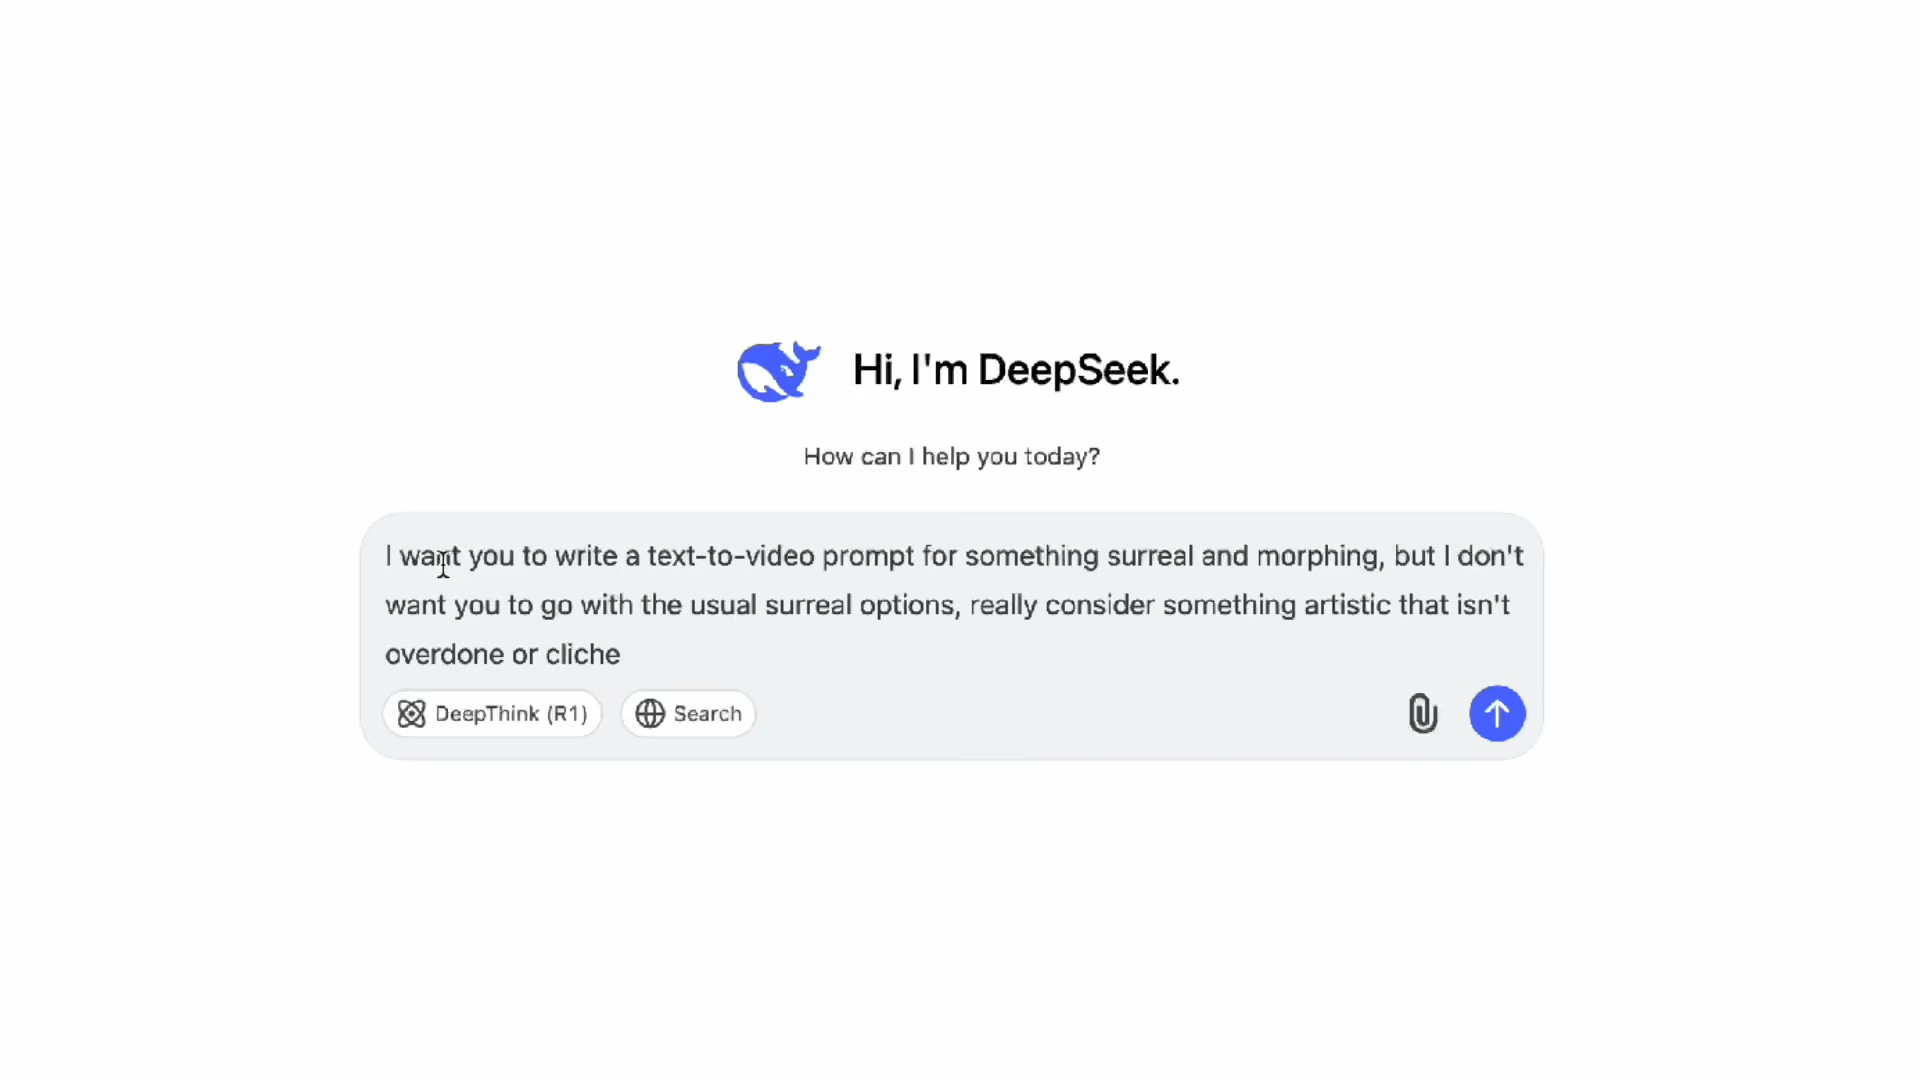 Hi, I'm DeepSeek.
How can I help you today?
I want you to write a text-to-video prompt for something surreal and morphing, but I don't
want you to go with the usual surreal options, really consider something artistic that isn't
overdone or cliche
DeepThink (R1) Search